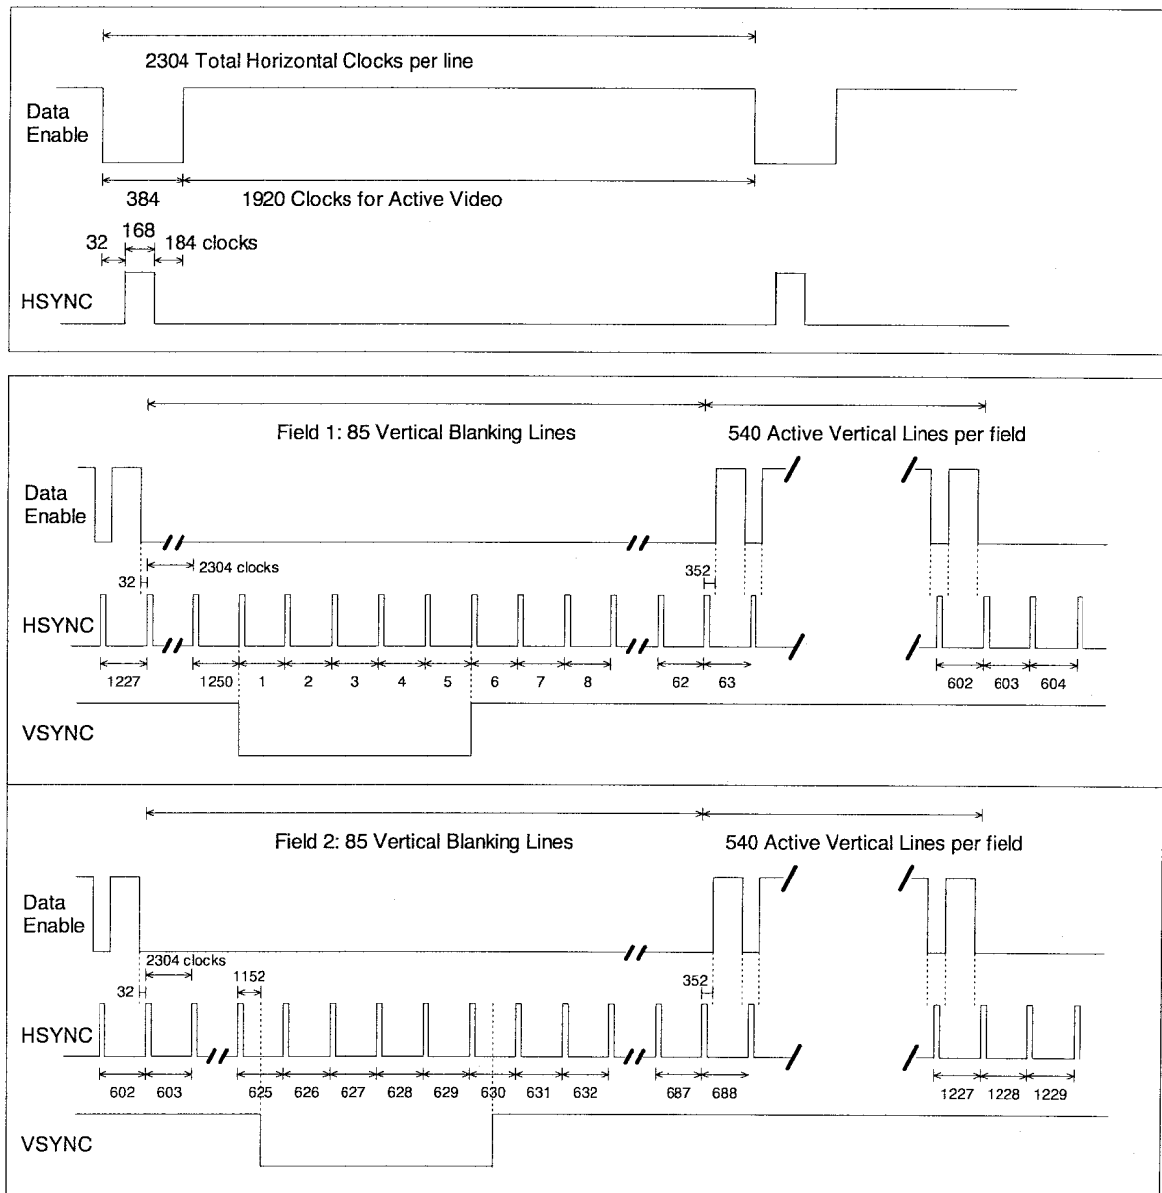 2304 Total Horizontal Clocks per line
Data
Enable
384
1920 Clocks for Active Video
168
32
184 clocks
HSYNC
Field 1: 85 Vertical Blanking Lines
540 Active Vertical Lines per field
Data
Enable
32
2304 clocks
352
HSYNC
1227
1250
1
2
3
4
5
6
7
8
62
63
602
603
604
VSYNC
Field 2: 85 Vertical Blanking Lines
540 Active Vertical Lines per field
Data
Enable
2304 clocks
32
1152
352
HSYNC
602
603
625
626
627
628
629
630
631
632
687
688
1227
1228
1229
VSYNC